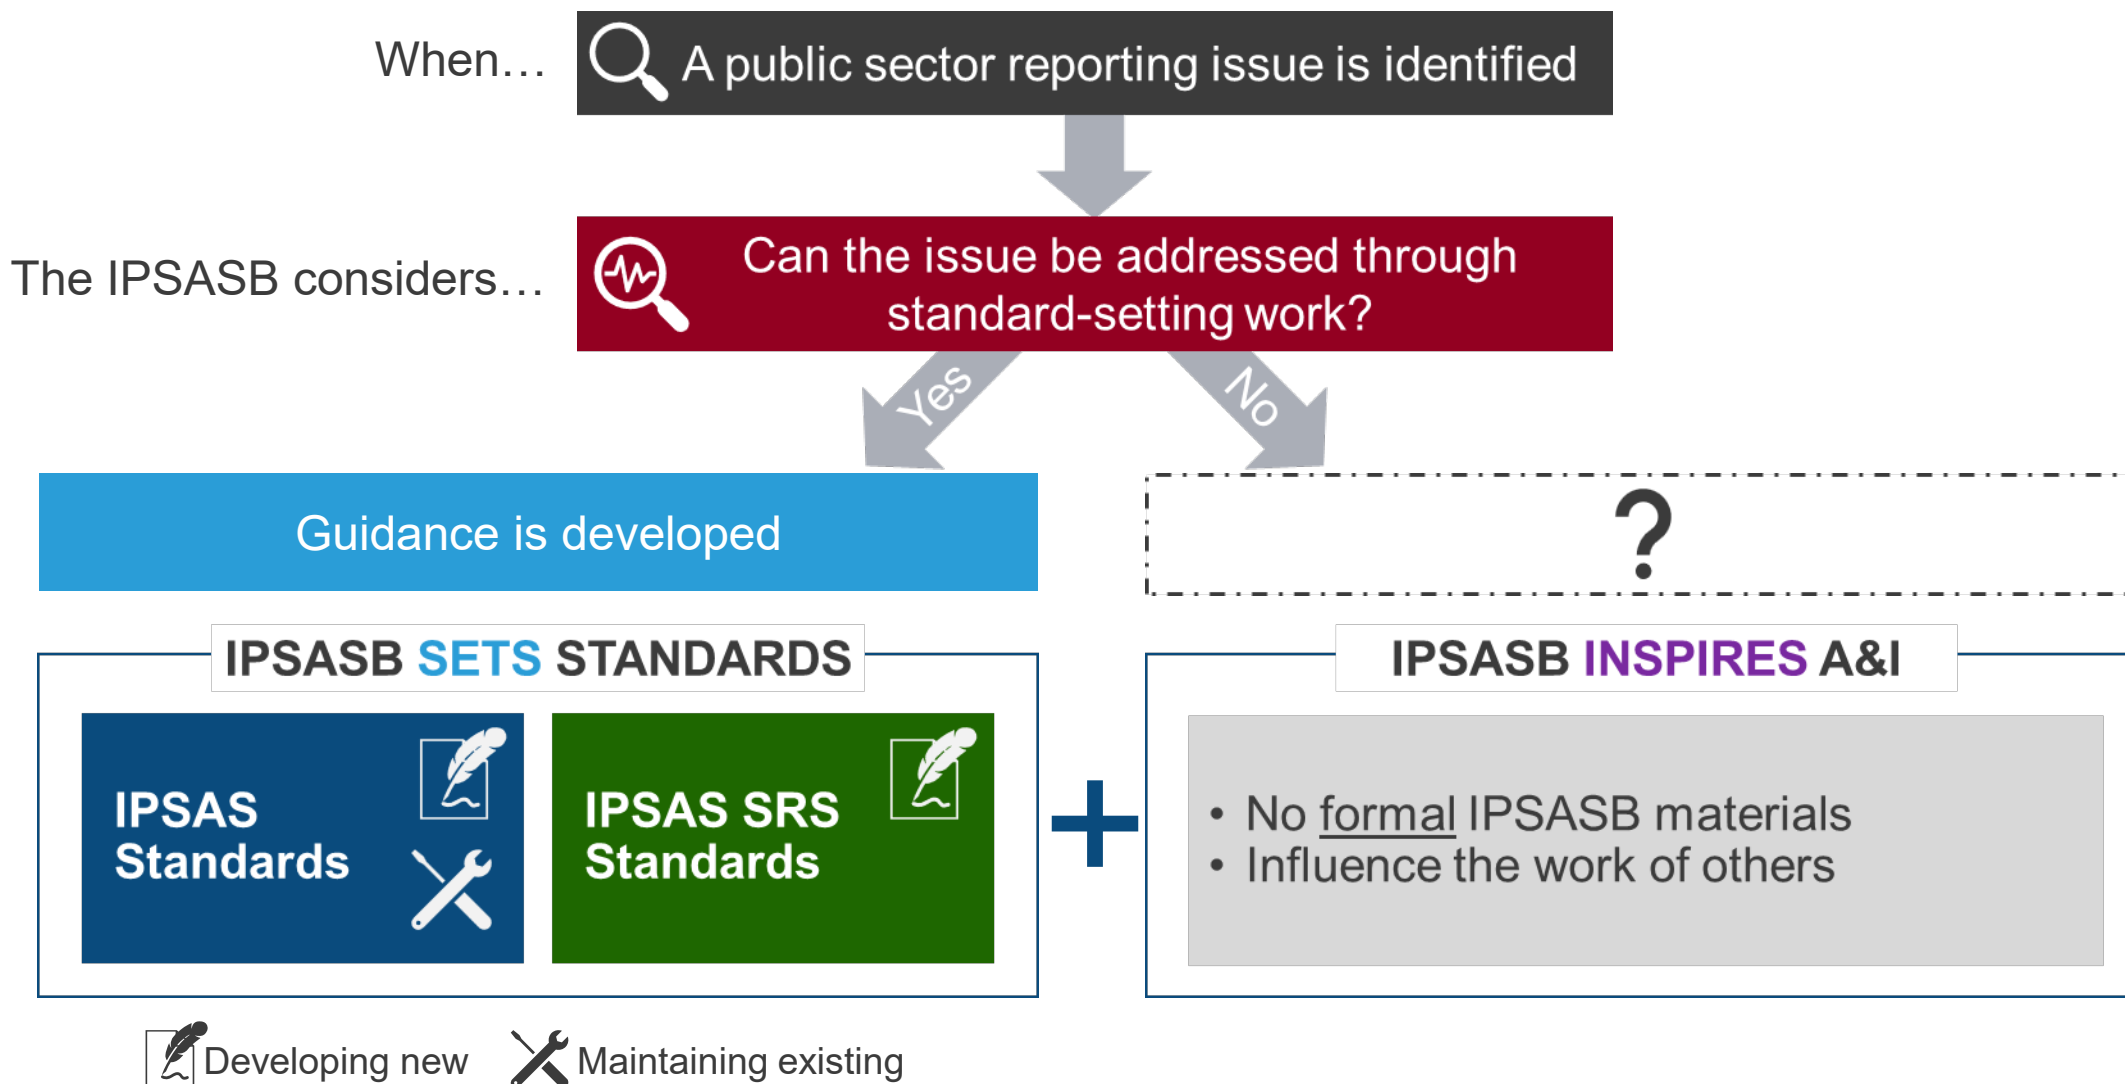 When…
A public sector reporting issue is identified
The IPSASB considers…
Can the issue be addressed through
standard-setting work?
Yes
No
Guidance is developed
?
IPSASB SETS STANDARDS
IPSASB INSPIRES A&I
IPSAS
Standards
IPSAS SRS
Standards
• No formal IPSASB materials
• Influence the work of others
Developing new
Maintaining existing